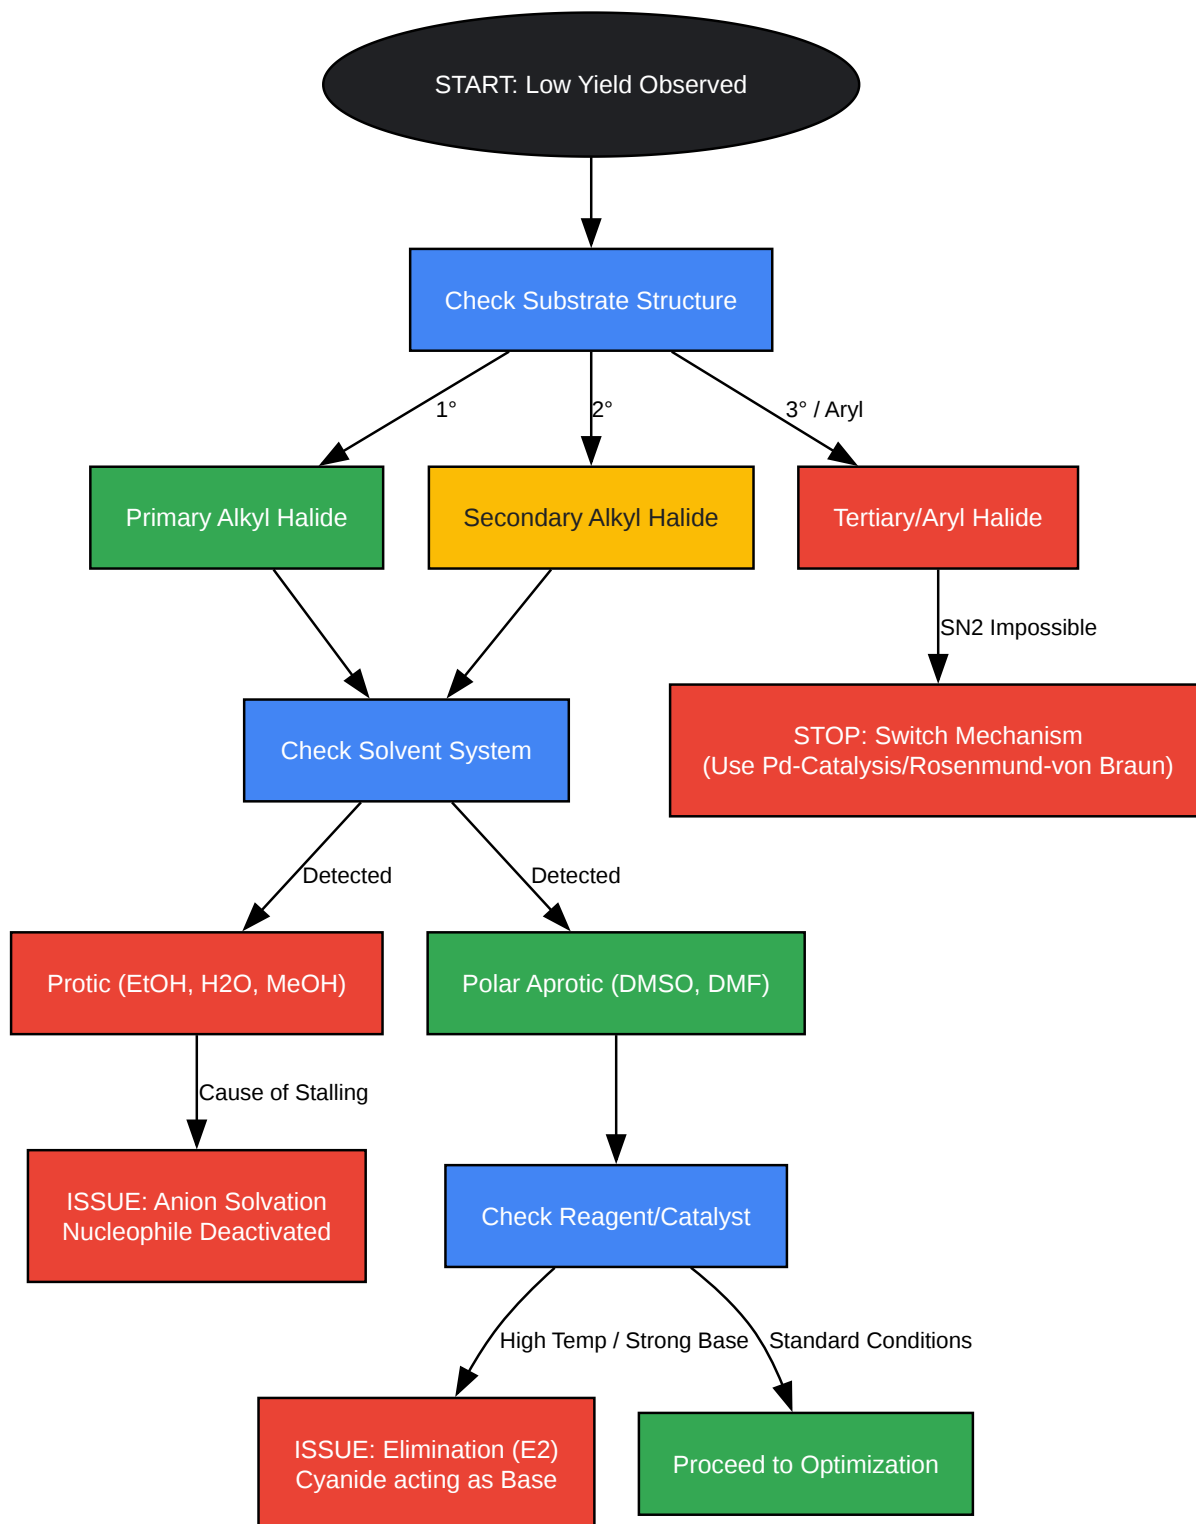 START: Low Yield Observed
Check Substrate Structure
1°
2°
3° / Aryl
Primary Alkyl Halide
Secondary Alkyl Halide
Tertiary/Aryl Halide
SN2 Impossible
Check Solvent System
STOP: Switch Mechanism
(Use Pd-Catalysis/Rosenmund-von Braun)
Detected
Detected
Protic (EtOH, H2O, MeOH)
Polar Aprotic (DMSO, DMF)
Cause of Stalling
ISSUE: Anion Solvation
Nucleophile Deactivated
Check Reagent/Catalyst
High Temp / Strong Base
Standard Conditions
ISSUE: Elimination (E2)
Cyanide acting as Base
Proceed to Optimization